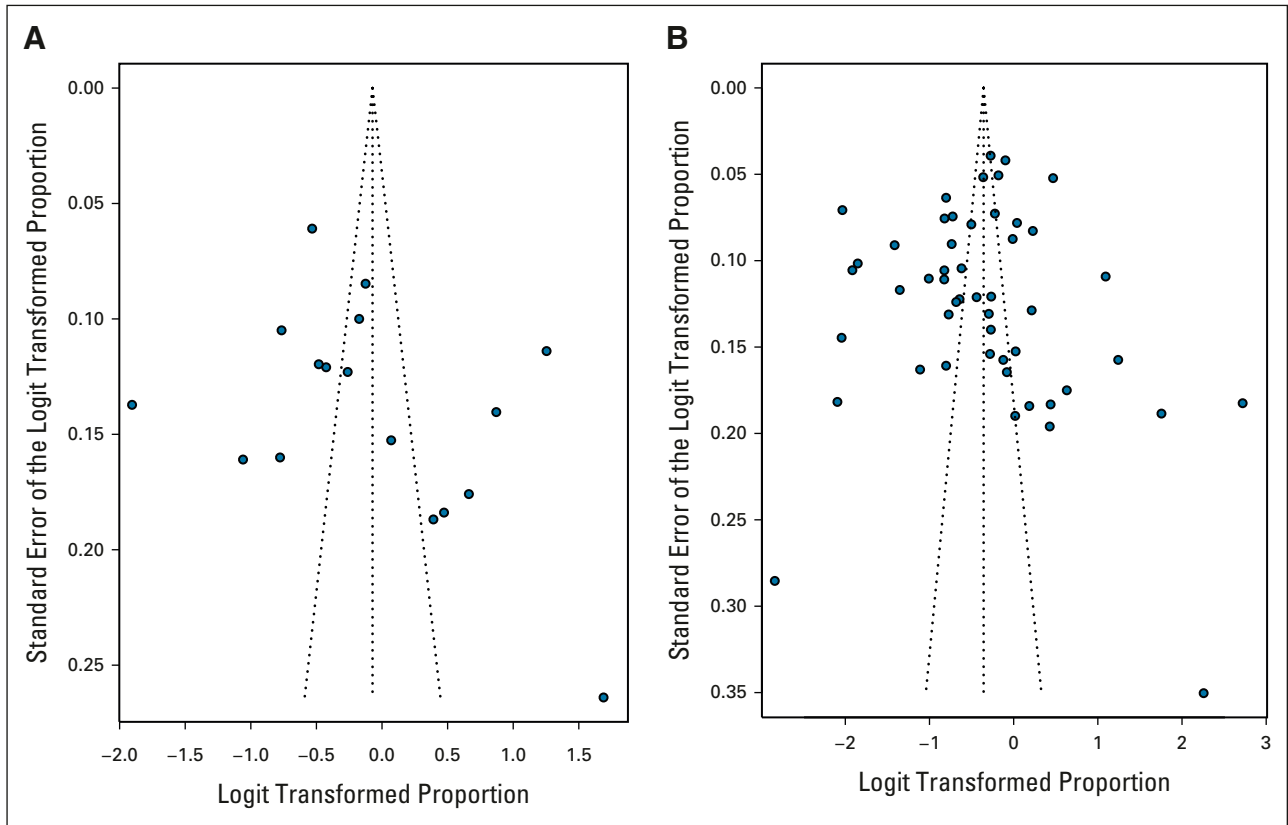 A
0.00
0.05
0.10
0.15
0.20
0.25
Standard Error of the Logit Transformed Proportion
−2.0 −1.5 −1.0 −0.5 0.0 0.5 1.0 1.5
Logit Transformed Proportion
B
0.00
0.05
0.10
0.15
0.20
0.25
0.30
0.35
Standard Error of the Logit Transformed Proportion
−2 −1 0 1 2 3
Logit Transformed Proportion